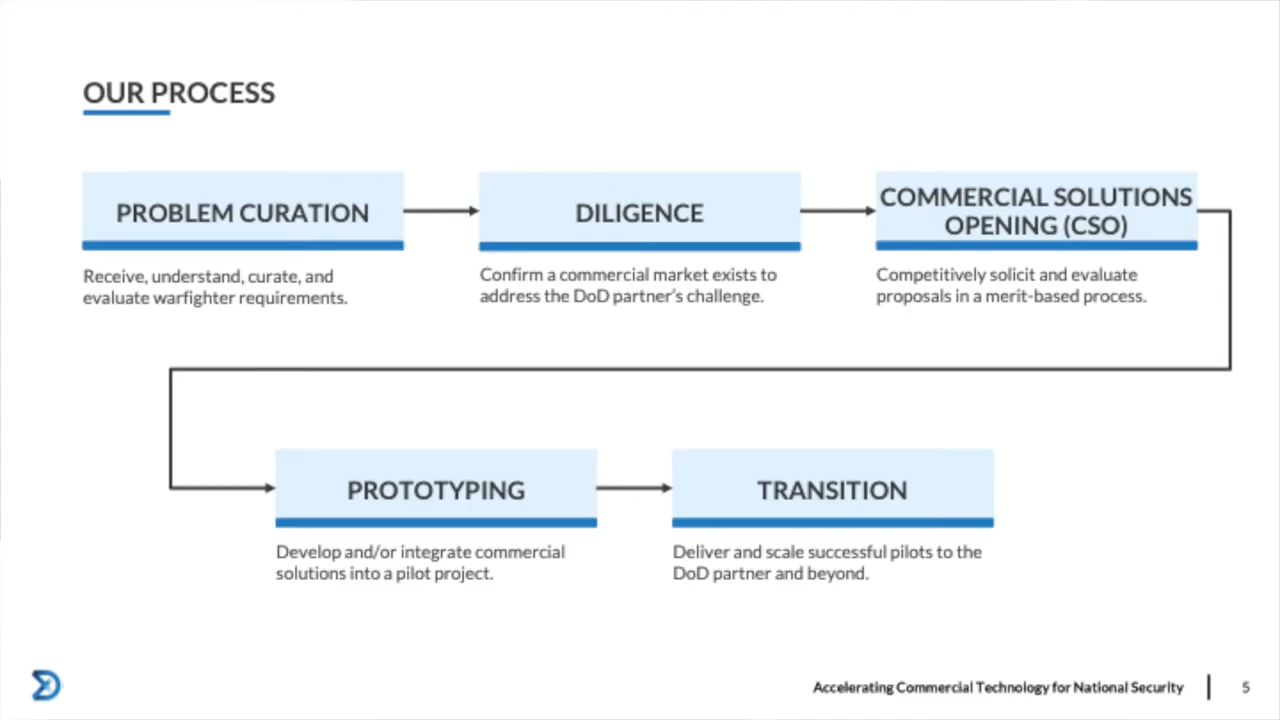 OUR PROCESS
PROBLEM CURATION
Receive, understand, curate, and
evaluate warfighter requirements.
DILIGENCE
Confirm a commercial market exists to
address the DoD partner's challenge.
COMMERCIAL SOLUTIONS
OPENING (CSO)
Competitively solicit and evaluate
proposals in a merit-based process.
PROTOTYPING
Develop and/or integrate commercial
solutions into a pilot project.
TRANSITION
Deliver and scale successful pilots to the
DoD partner and beyond.
Accelerating Commercial Technology for National Security
5